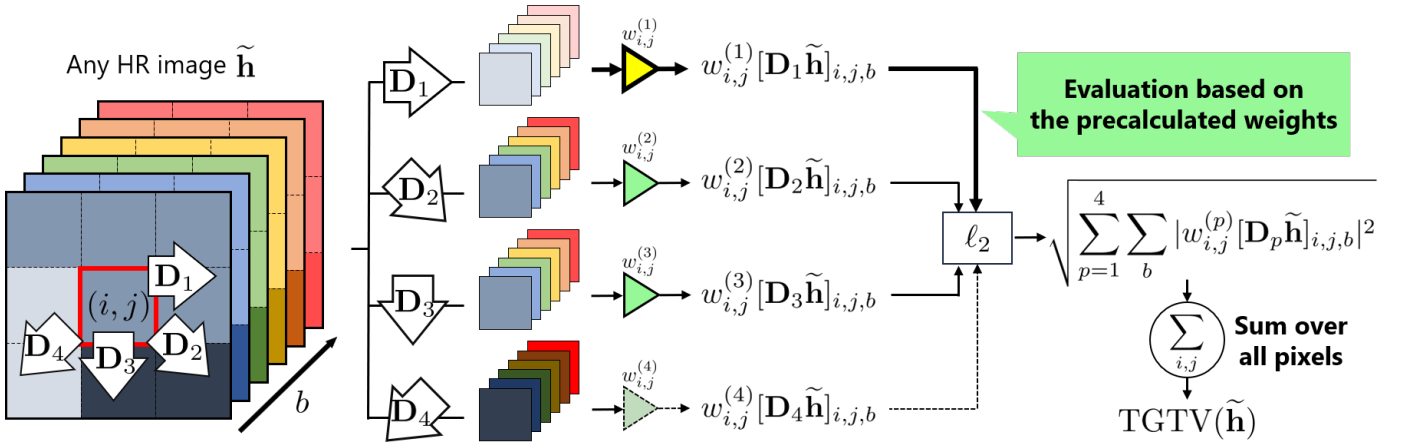 Any HR image h̃
(i, j)
D₁
D₄
D₃
D₂
b
D₁
w_{i,j}^{(1)}
w_{i,j}^{(1)}[D₁h̃]_{i,j,b}
D₂
w_{i,j}^{(2)}
w_{i,j}^{(2)}[D₂h̃]_{i,j,b}
D₃
w_{i,j}^{(3)}
w_{i,j}^{(3)}[D₃h̃]_{i,j,b}
D₄
w_{i,j}^{(4)}
w_{i,j}^{(4)}[D₄h̃]_{i,j,b}
Evaluation based on
the precalculated weights
ℓ₂
√(∑_{p=1}^{4} ∑_{b} |w_{i,j}^{(p)}[D_p h̃]_{i,j,b}|²)
∑_{i,j}
Sum over
all pixels
TGTV(h̃)